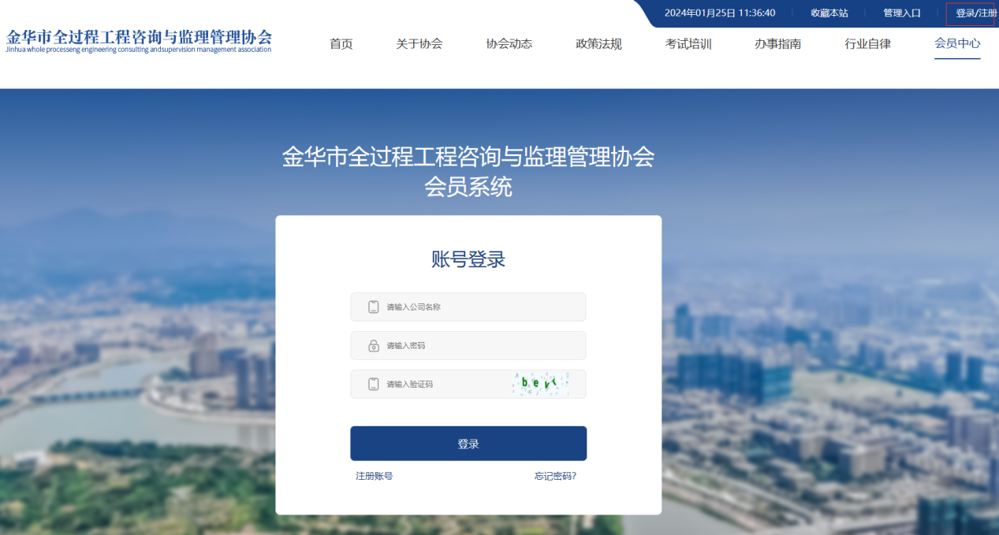 2024年01月25日 11:36:40 收藏本站 管理入口 登录/注册
金华市全过程工程咨询与监理管理协会
Jinhua whole processeng engineering consulting andsupervision management association
首页 关于协会 协会动态 政策法规 考试培训 办事指南 行业自律 会员中心
金华市全过程工程咨询与监理管理协会
会员系统
账号登录
请输入公司名称
请输入密码
请输入验证码 bevt
登录
注册账号 忘记密码?